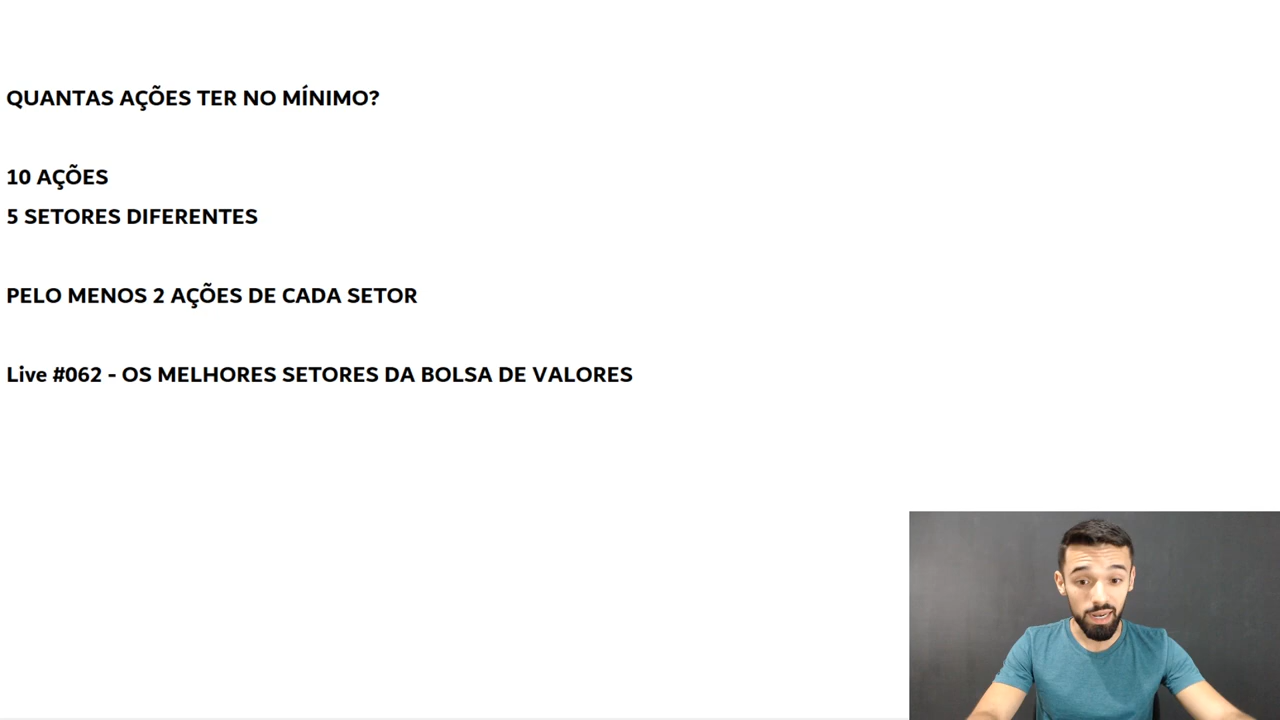 QUANTAS AÇÕES TER NO MÍNIMO?
10 AÇÕES
5 SETORES DIFERENTES
PELO MENOS 2 AÇÕES DE CADA SETOR
Live #062 - OS MELHORES SETORES DA BOLSA DE VALORES